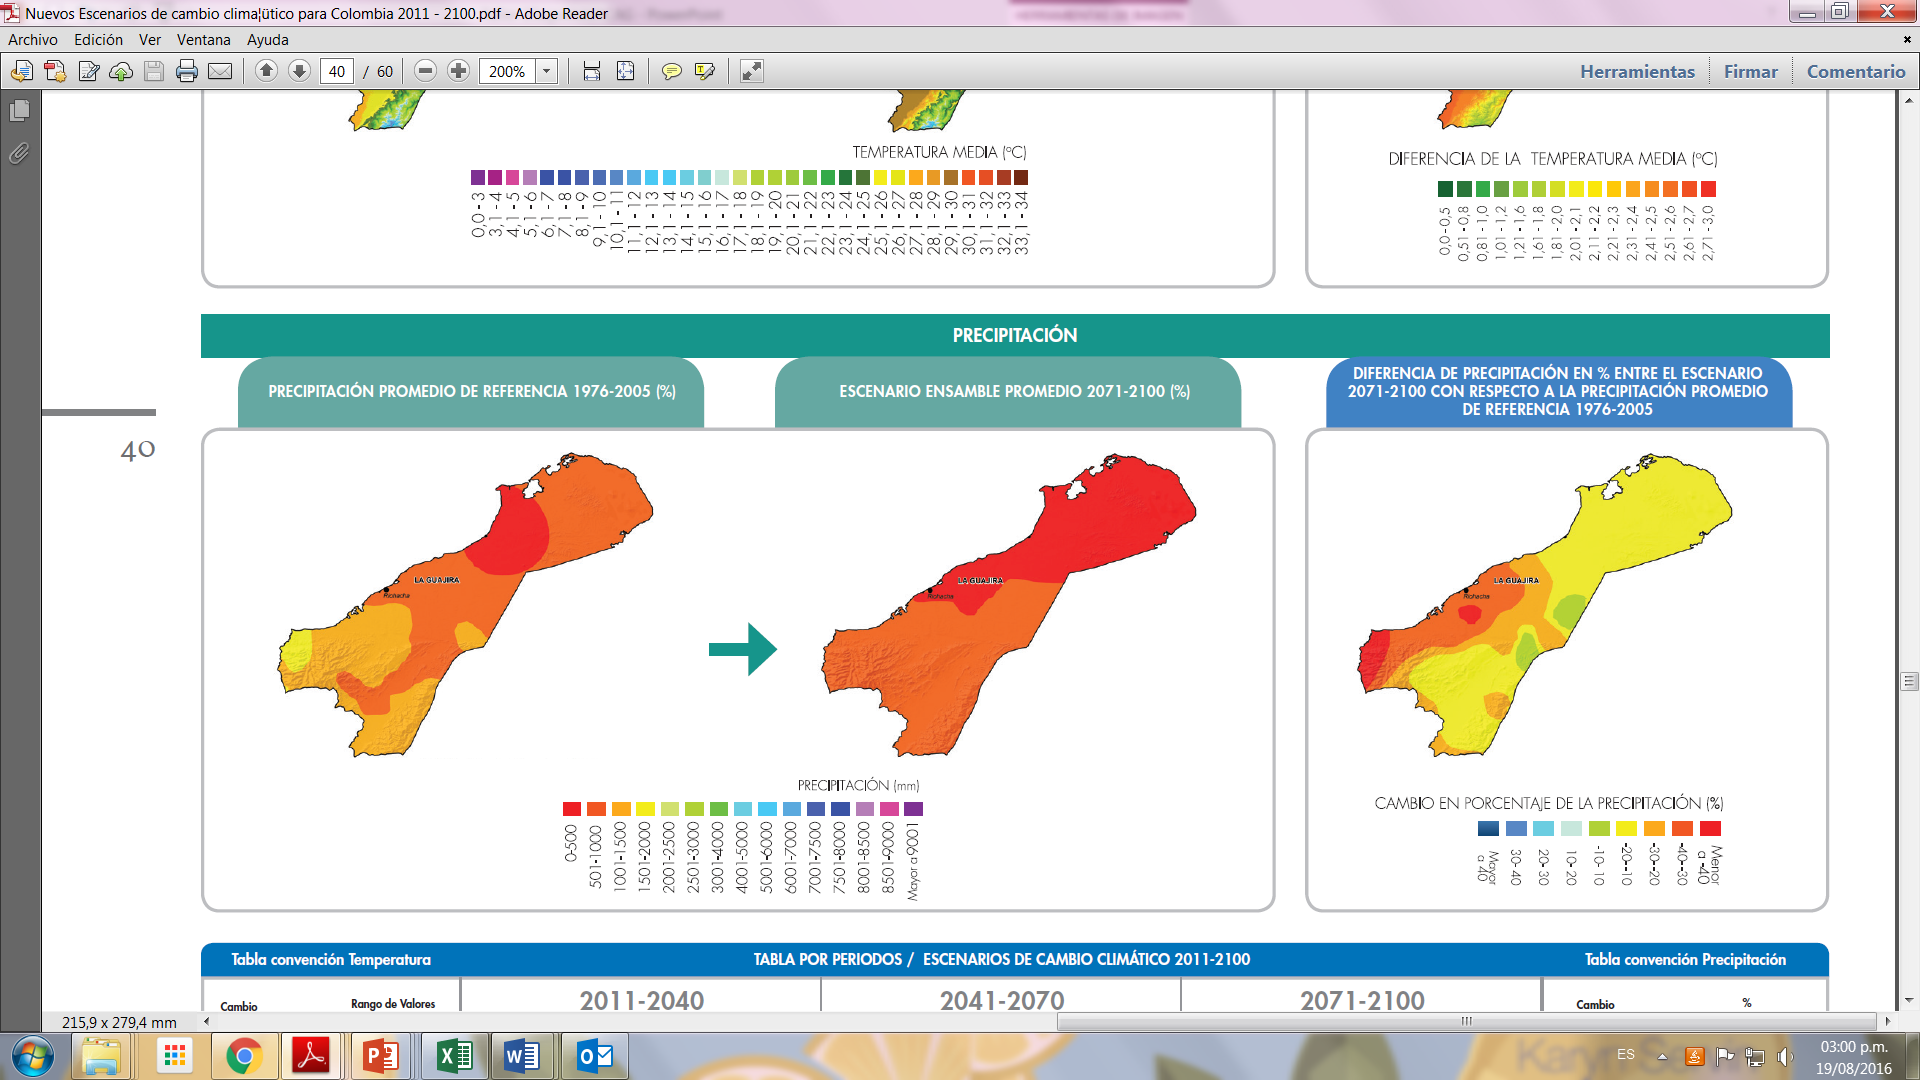 Nuevos Escenarios de cambio clima¦ütico para Colombia 2011 - 2100.pdf - Adobe Reader
Archivo Edición Ver Ventana Ayuda
40 / 60 200% Herramientas Firmar Comentario
TEMPERATURA MEDIA (ºC)
0,0 - 3
3,1 - 4
4,1 - 5
5,1 - 6
6,1 - 7
7,1 - 8
8,1 - 9
9,1 - 10
10,1 - 11
11,1 - 12
12,1 - 13
13,1 - 14
14,1 - 15
15,1 - 16
16,1 - 17
17,1 - 18
18,1 - 19
19,1 - 20
20,1 - 21
21,1 - 22
22,1 - 23
23,1 - 24
24,1 - 25
25,1 - 26
26,1 - 27
27,1 - 28
28,1 - 29
29,1 - 30
30,1 - 31
31,1 - 32
32,1 - 33
33,1 - 34
DIFERENCIA DE LA TEMPERATURA MEDIA (ºC)
0,0 - 0,5
0,51 - 0,8
0,81 - 1,0
1,01 - 1,2
1,21 - 1,6
1,61 - 1,8
1,81 - 2,0
2,01 - 2,1
2,11 - 2,2
2,21 - 2,3
2,31 - 2,4
2,41 - 2,5
2,51 - 2,6
2,61 - 2,7
2,71 - 3,0
PRECIPITACIÓN
PRECIPITACIÓN PROMEDIO DE REFERENCIA 1976-2005 (%)
ESCENARIO ENSAMBLE PROMEDIO 2071-2100 (%)
DIFERENCIA DE PRECIPITACIÓN EN % ENTRE EL ESCENARIO
2071-2100 CON RESPECTO A LA PRECIPITACIÓN PROMEDIO
DE REFERENCIA 1976-2005
40
LA GUAJIRA
Riohacha
LA GUAJIRA
Riohacha
LA GUAJIRA
Riohacha
PRECIPITACIÓN (mm)
0-500
501-1000
1001-1500
1501-2000
2001-2500
2501-3000
3001-4000
4001-5000
5001-6000
6001-7000
7001-7500
7501-8000
8001-8500
8501-9000
Mayor a 9001
CAMBIO EN PORCENTAJE DE LA PRECIPITACIÓN (%)
Mayor
a 40
30-40
20-30
10-20
-10-10
-20-10
-30-20
-40-30
Menor
a -40
Tabla convención Temperatura
TABLA POR PERIODOS / ESCENARIOS DE CAMBIO CLIMÁTICO 2011-2100
Tabla convención Precipitación
Cambio Rango de Valores 2011-2040 2041-2070 2071-2100 Cambio %
215,9 x 279,4 mm
ES 03:00 p.m.
19/08/2016